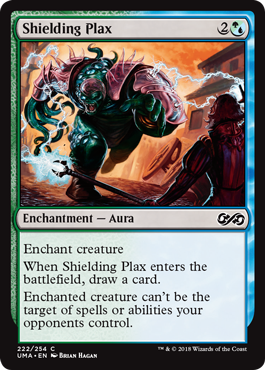 Shielding Plax 2
Enchantment — Aura
Enchant creature
When Shielding Plax enters the
battlefield, draw a card.
Enchanted creature can't be the
target of spells or abilities your
opponents control.
222/254 C
UMA • EN BRIAN HAGAN
™ & © 2018 Wizards of the Coast